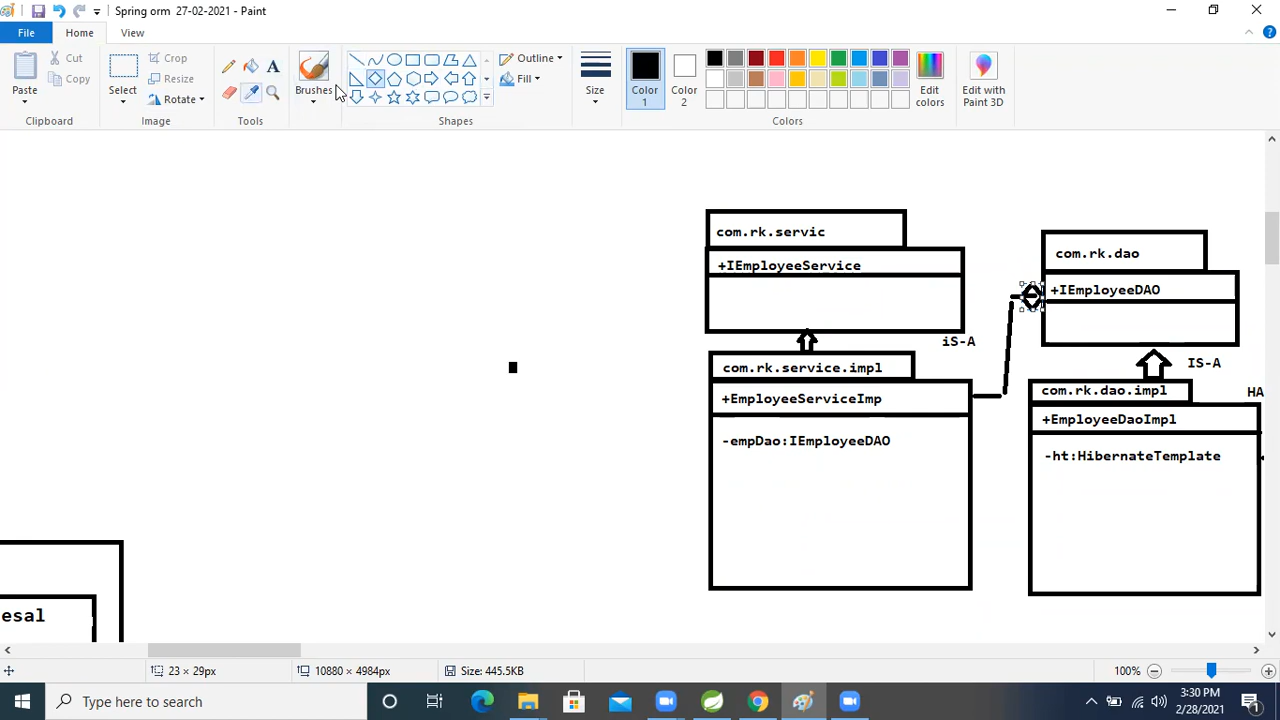 Spring orm 27-02-2021 - Paint
File
Home
View
Paste
Cut
Copy
Clipboard
Select
Crop
Resize
Rotate
Image
Tools
Brushes
Outline
Fill
Shapes
Size
Color 1
Color 2
Edit colors
Edit with Paint 3D
Colors
com.rk.servic
+IEmployeeService
iS-A
com.rk.service.impl
+EmployeeServiceImp
-empDao:IEmployeeDAO
com.rk.dao
+IEmployeeDAO
IS-A
com.rk.dao.impl
HA
+EmployeeDaoImpl
-ht:HibernateTemplate
esal
23 × 29px
10880 × 4984px
Size: 445.5KB
100%
Type here to search
3:30 PM
2/28/2021
1